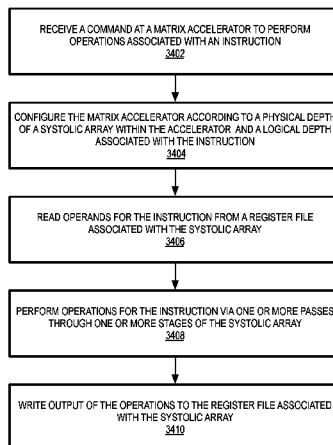 RECEIVE A COMMAND AT A MATRIX ACCELERATOR TO PERFORM
OPERATIONS ASSOCIATED WITH AN INSTRUCTION
3402
CONFIGURE THE MATRIX ACCELERATOR ACCORDING TO A PHYSICAL DEPTH
OF A SYSTOLIC ARRAY WITHIN THE ACCELERATOR AND A LOGICAL DEPTH
ASSOCIATED WITH THE INSTRUCTION
3404
READ OPERANDS FOR THE INSTRUCTION FROM A REGISTER FILE
ASSOCIATED WITH THE SYSTOLIC ARRAY
3406
PERFORM OPERATIONS FOR THE INSTRUCTION VIA ONE OR MORE PASSES
THROUGH ONE OR MORE STAGES OF THE SYSTOLIC ARRAY
3408
WRITE OUTPUT OF THE OPERATIONS TO THE REGISTER FILE ASSOCIATED
WITH THE SYSTOLIC ARRAY
3410